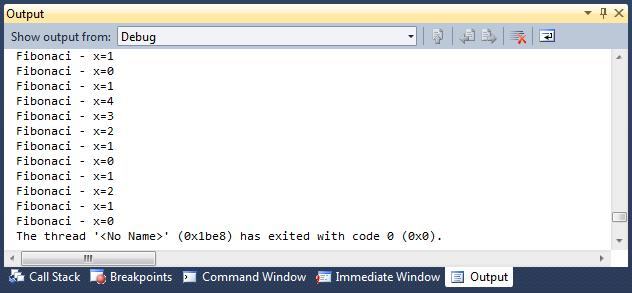 Output
Show output from: Debug
Fibonaci - x=1
Fibonaci - x=0
Fibonaci - x=1
Fibonaci - x=4
Fibonaci - x=3
Fibonaci - x=2
Fibonaci - x=1
Fibonaci - x=0
Fibonaci - x=1
Fibonaci - x=2
Fibonaci - x=1
Fibonaci - x=0
The thread '<No Name>' (0x1be8) has exited with code 0 (0x0).
Call Stack Breakpoints Command Window Immediate Window Output